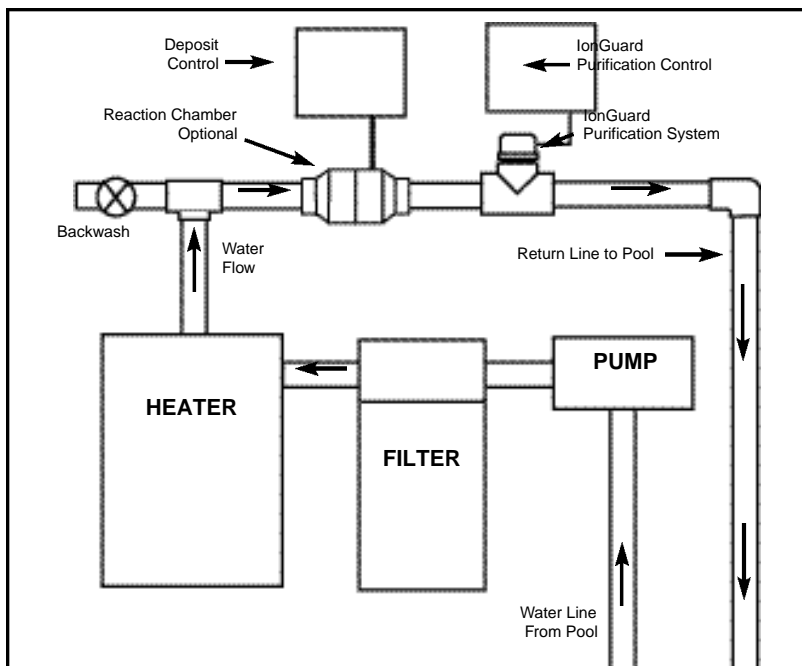 Deposit
Control
IonGuard
Purification Control
Reaction Chamber
Optional
IonGuard
Purification System
Backwash
Water
Flow
Return Line to Pool
HEATER
FILTER
PUMP
Water Line
From Pool